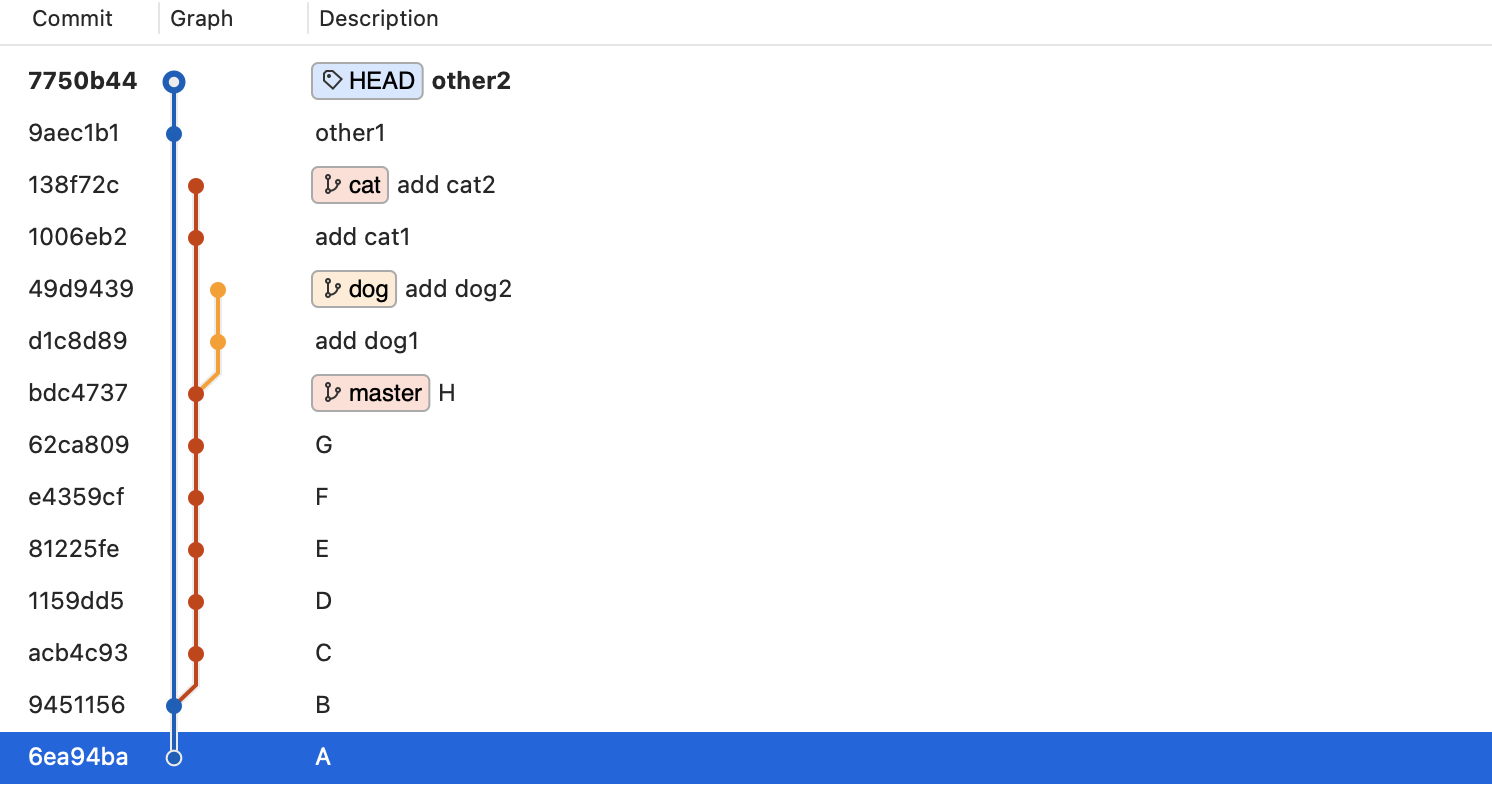 Commit Graph Description
7750b44 HEAD other2
9aec1b1 other1
138f72c cat add cat2
1006eb2 add cat1
49d9439 dog add dog2
d1c8d89 add dog1
bdc4737 master H
62ca809 G
e4359cf F
81225fe E
1159dd5 D
acb4c93 C
9451156 B
6ea94ba A